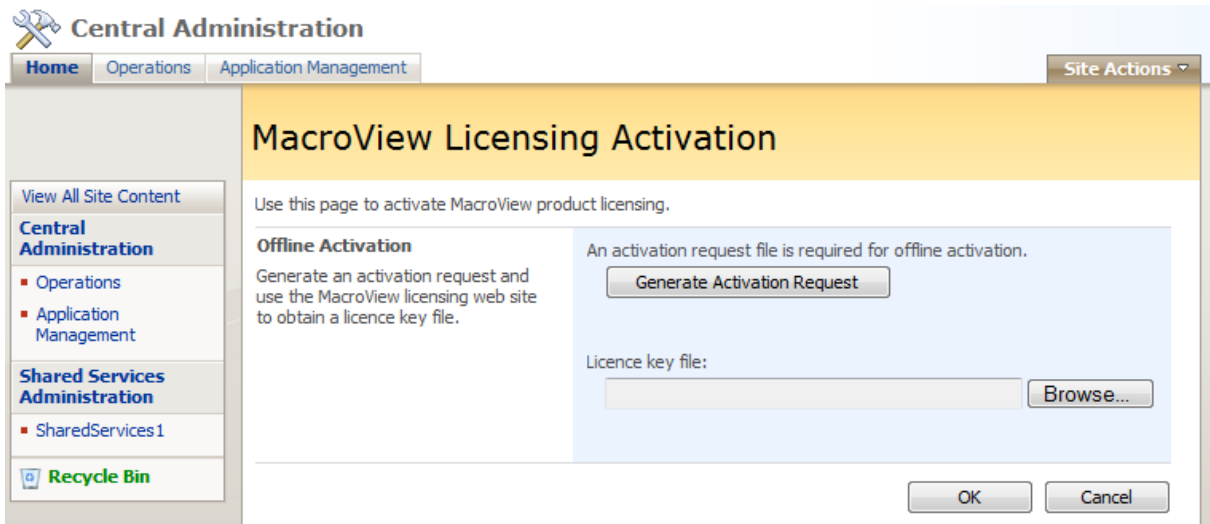 Central Administration
Home Operations Application Management Site Actions
MacroView Licensing Activation
View All Site Content
Central
Administration
Operations
Application
Management
Shared Services
Administration
SharedServices1
Recycle Bin
Use this page to activate MacroView product licensing.
Offline Activation
Generate an activation request and
use the MacroView licensing web site
to obtain a licence key file.
An activation request file is required for offline activation.
Generate Activation Request
Licence key file:
Browse...
OK Cancel